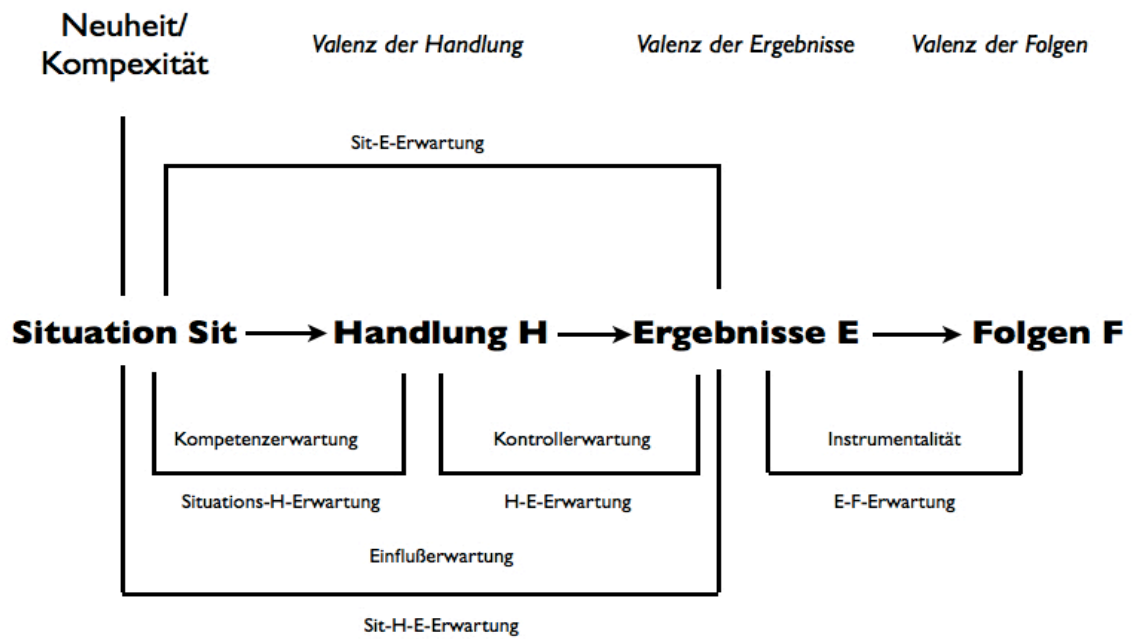 Neuheit/
Kompexität
Valenz der Handlung
Valenz der Ergebnisse
Valenz der Folgen
Sit-E-Erwartung
Situation Sit
Handlung H
Ergebnisse E
Folgen F
Kompetenzerwartung
Kontrollerwartung
Instrumentalität
Situations-H-Erwartung
H-E-Erwartung
E-F-Erwartung
Einflußerwartung
Sit-H-E-Erwartung